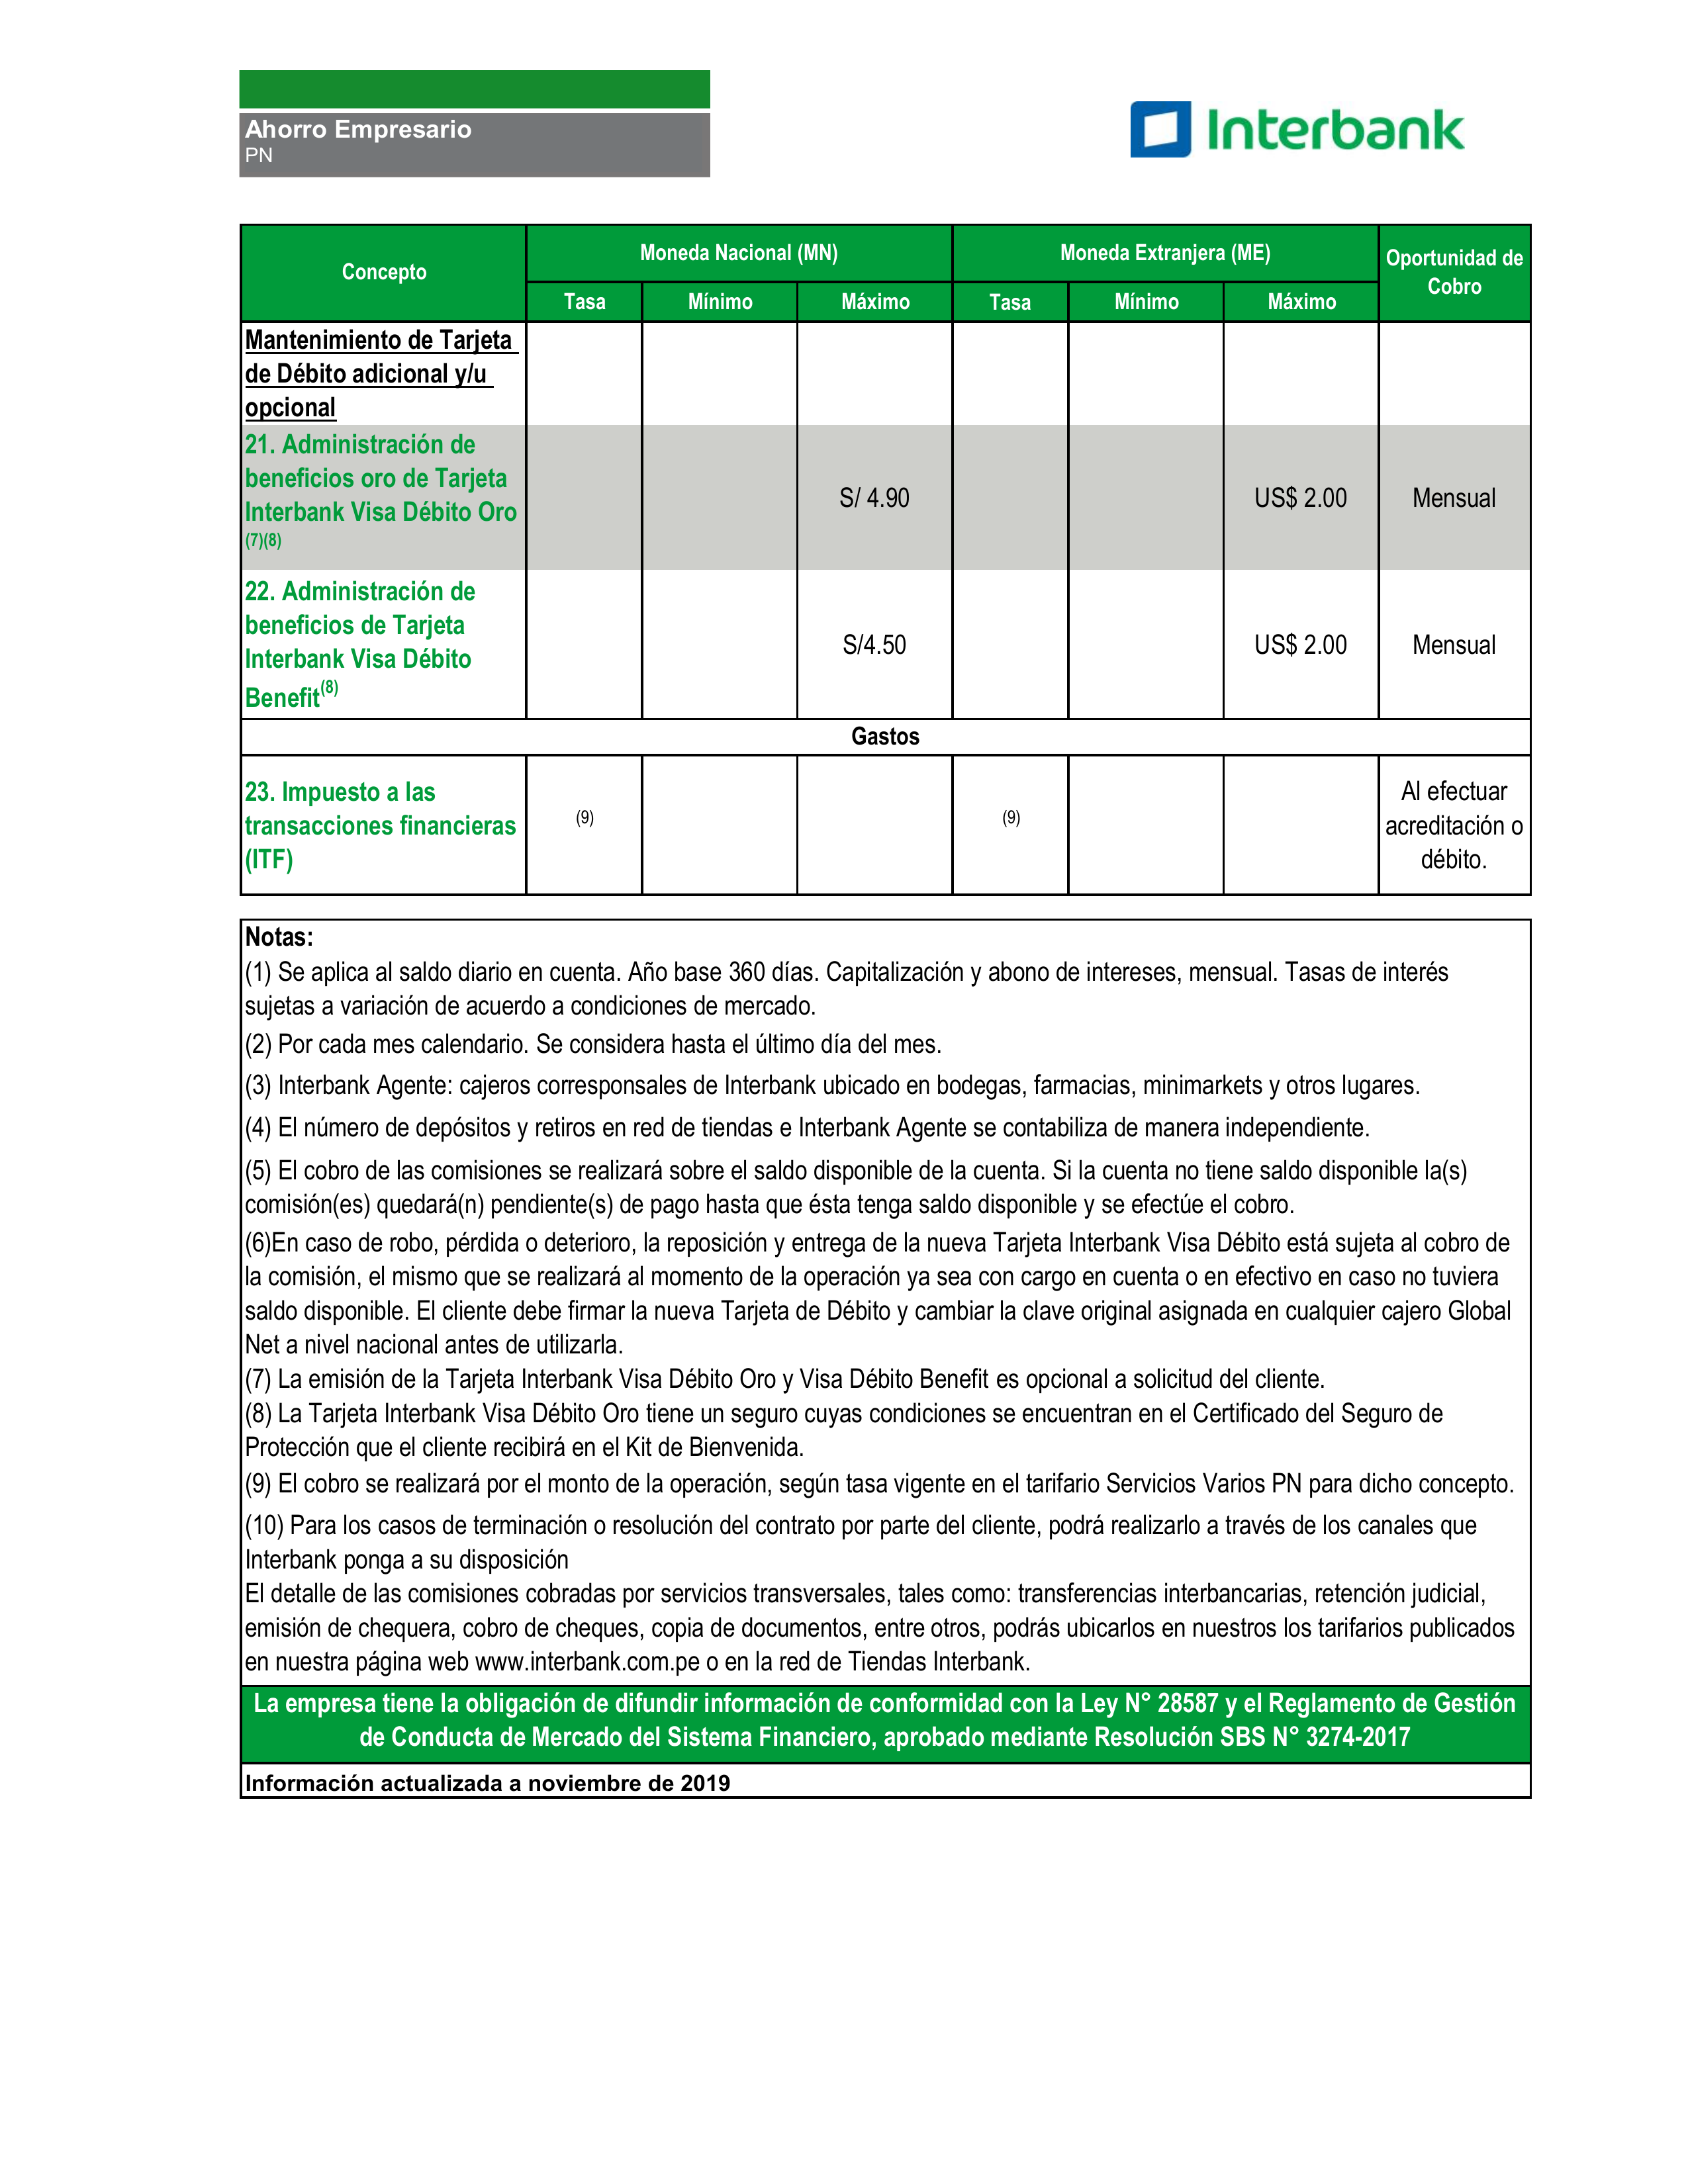 Ahorro Empresario
PN
Interbank
Concepto
Moneda Nacional (MN)
Moneda Extranjera (ME)
Oportunidad de
Cobro
Tasa
Mínimo
Máximo
Tasa
Mínimo
Máximo
Mantenimiento de Tarjeta
de Débito adicional y/u
opcional
21. Administración de
beneficios oro de Tarjeta
Interbank Visa Débito Oro
(7)(8)
S/ 4.90
US$ 2.00
Mensual
22. Administración de
beneficios de Tarjeta
Interbank Visa Débito
Benefit(8)
S/4.50
US$ 2.00
Mensual
Gastos
23. Impuesto a las
transacciones financieras
(ITF)
(9)
(9)
Al efectuar
acreditación o
débito.
Notas:
(1) Se aplica al saldo diario en cuenta. Año base 360 días. Capitalización y abono de intereses, mensual. Tasas de interés
sujetas a variación de acuerdo a condiciones de mercado.
(2) Por cada mes calendario. Se considera hasta el último día del mes.
(3) Interbank Agente: cajeros corresponsales de Interbank ubicado en bodegas, farmacias, minimarkets y otros lugares.
(4) El número de depósitos y retiros en red de tiendas e Interbank Agente se contabiliza de manera independiente.
(5) El cobro de las comisiones se realizará sobre el saldo disponible de la cuenta. Si la cuenta no tiene saldo disponible la(s)
comisión(es) quedará(n) pendiente(s) de pago hasta que ésta tenga saldo disponible y se efectúe el cobro.
(6)En caso de robo, pérdida o deterioro, la reposición y entrega de la nueva Tarjeta Interbank Visa Débito está sujeta al cobro de
la comisión, el mismo que se realizará al momento de la operación ya sea con cargo en cuenta o en efectivo en caso no tuviera
saldo disponible. El cliente debe firmar la nueva Tarjeta de Débito y cambiar la clave original asignada en cualquier cajero Global
Net a nivel nacional antes de utilizarla.
(7) La emisión de la Tarjeta Interbank Visa Débito Oro y Visa Débito Benefit es opcional a solicitud del cliente.
(8) La Tarjeta Interbank Visa Débito Oro tiene un seguro cuyas condiciones se encuentran en el Certificado del Seguro de
Protección que el cliente recibirá en el Kit de Bienvenida.
(9) El cobro se realizará por el monto de la operación, según tasa vigente en el tarifario Servicios Varios PN para dicho concepto.
(10) Para los casos de terminación o resolución del contrato por parte del cliente, podrá realizarlo a través de los canales que
Interbank ponga a su disposición
El detalle de las comisiones cobradas por servicios transversales, tales como: transferencias interbancarias, retención judicial,
emisión de chequera, cobro de cheques, copia de documentos, entre otros, podrás ubicarlos en nuestros los tarifarios publicados
en nuestra página web www.interbank.com.pe o en la red de Tiendas Interbank.
La empresa tiene la obligación de difundir información de conformidad con la Ley N° 28587 y el Reglamento de Gestión
de Conducta de Mercado del Sistema Financiero, aprobado mediante Resolución SBS N° 3274-2017
Información actualizada a noviembre de 2019